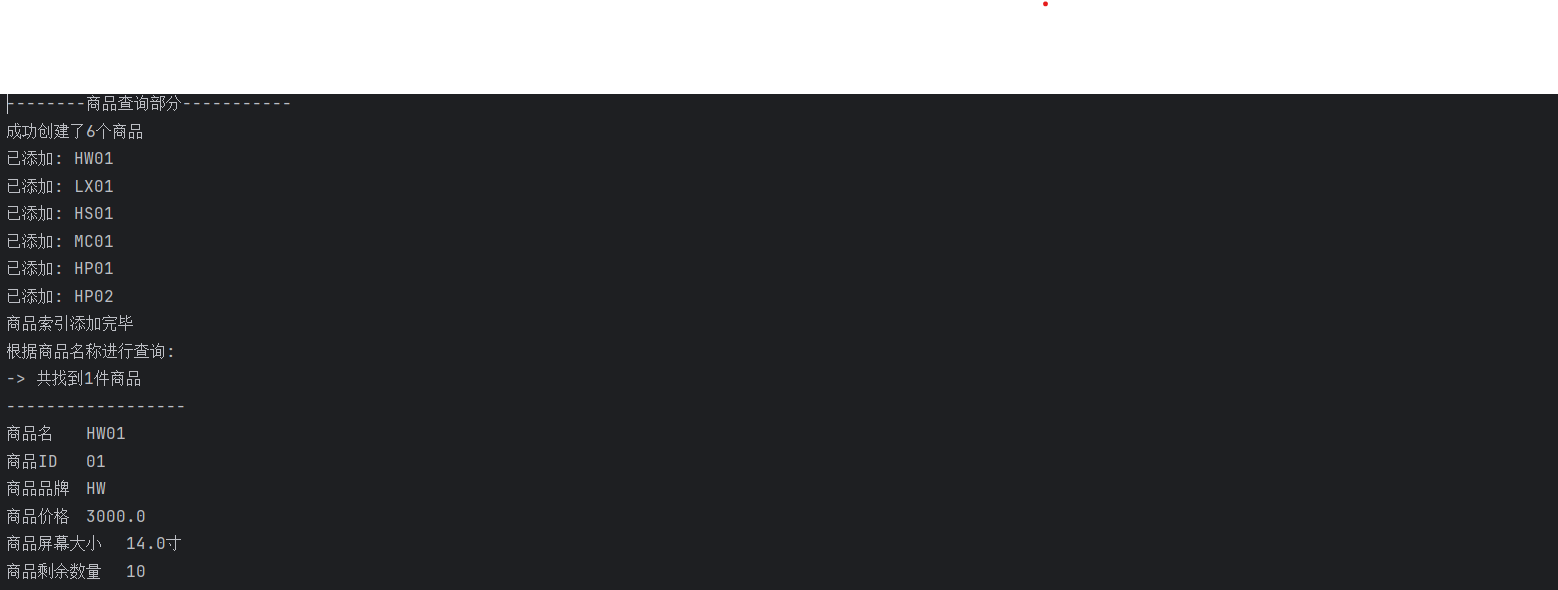 --------商品查询部分-----------
成功创建了6个商品
已添加: HW01
已添加: LX01
已添加: HS01
已添加: MC01
已添加: HP01
已添加: HP02
商品索引添加完毕
根据商品名称进行查询:
-> 共找到1件商品
------------------
商品名 HW01
商品ID 01
商品品牌 HW
商品价格 3000.0
商品屏幕大小 14.0寸
商品剩余数量 10